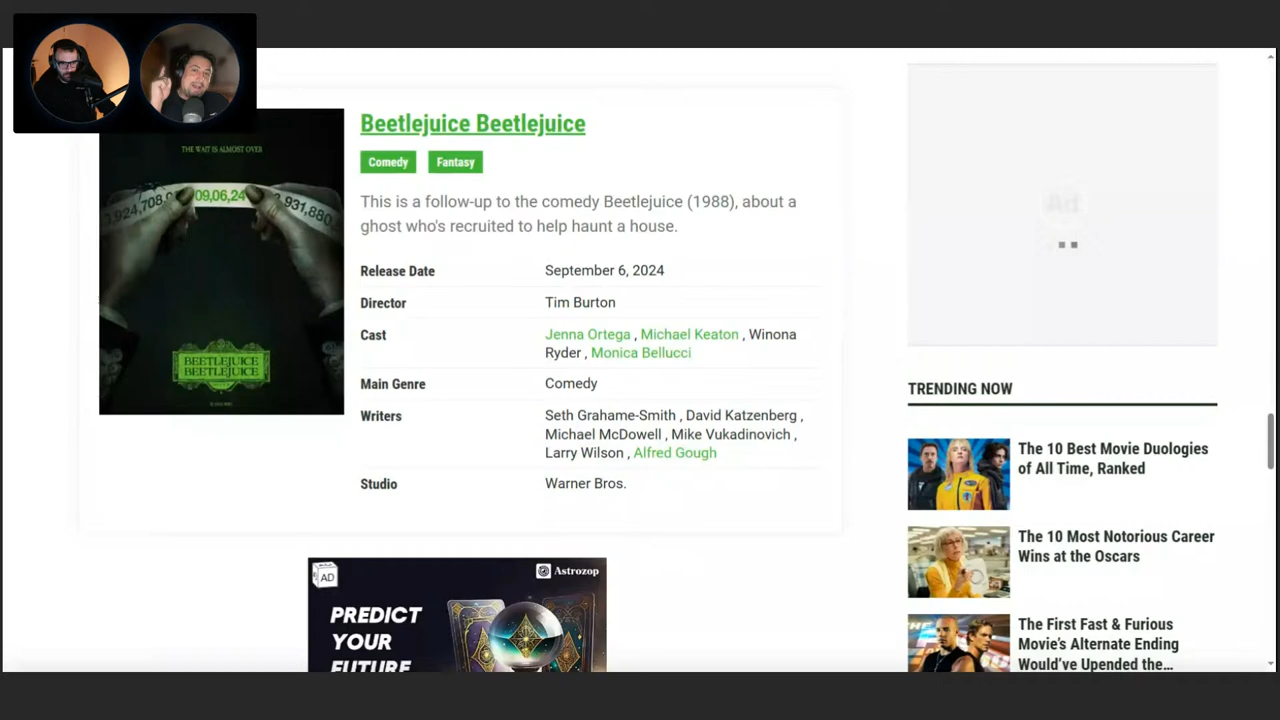 THE WAIT IS ALMOST OVER
09,06,24
931,880
BEETLEJUICE
BEETLEJUICE
Beetlejuice Beetlejuice
Comedy
Fantasy
This is a follow-up to the comedy Beetlejuice (1988), about a
ghost who's recruited to help haunt a house.
Release Date September 6, 2024
Director Tim Burton
Cast Jenna Ortega , Michael Keaton , Winona
Ryder , Monica Bellucci
Main Genre Comedy
Writers Seth Grahame-Smith , David Katzenberg ,
Michael McDowell , Mike Vukadinovich ,
Larry Wilson , Alfred Gough
Studio Warner Bros.
AD
Astrozop
PREDICT
YOUR
FUTURE
Ad
TRENDING NOW
The 10 Best Movie Duologies
of All Time, Ranked
The 10 Most Notorious Career
Wins at the Oscars
The First Fast & Furious
Movie's Alternate Ending
Would've Upended the...